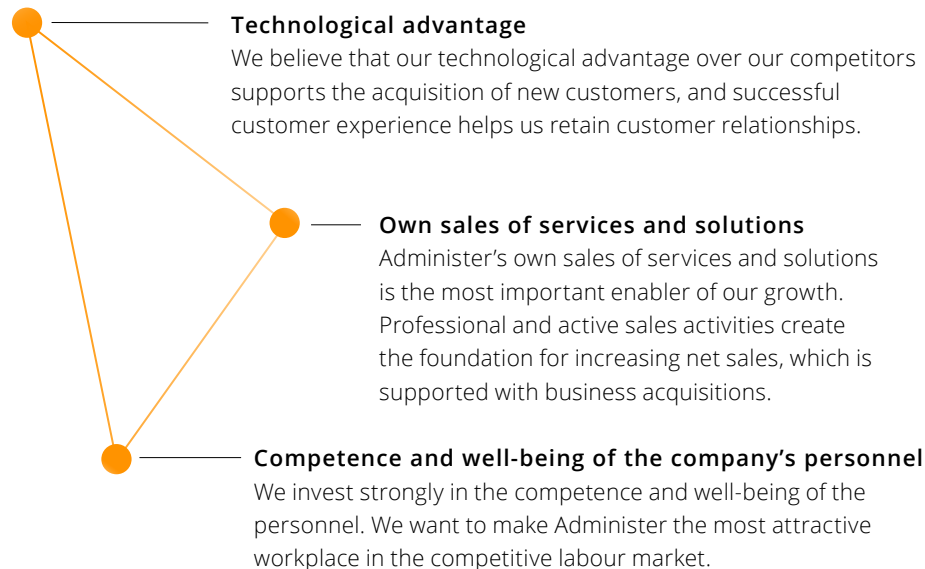 Technological advantage
We believe that our technological advantage over our competitors
supports the acquisition of new customers, and successful
customer experience helps us retain customer relationships.
Own sales of services and solutions
Administer’s own sales of services and solutions
is the most important enabler of our growth.
Professional and active sales activities create
the foundation for increasing net sales, which is
supported with business acquisitions.
Competence and well-being of the company’s personnel
We invest strongly in the competence and well-being of the
personnel. We want to make Administer the most attractive
workplace in the competitive labour market.